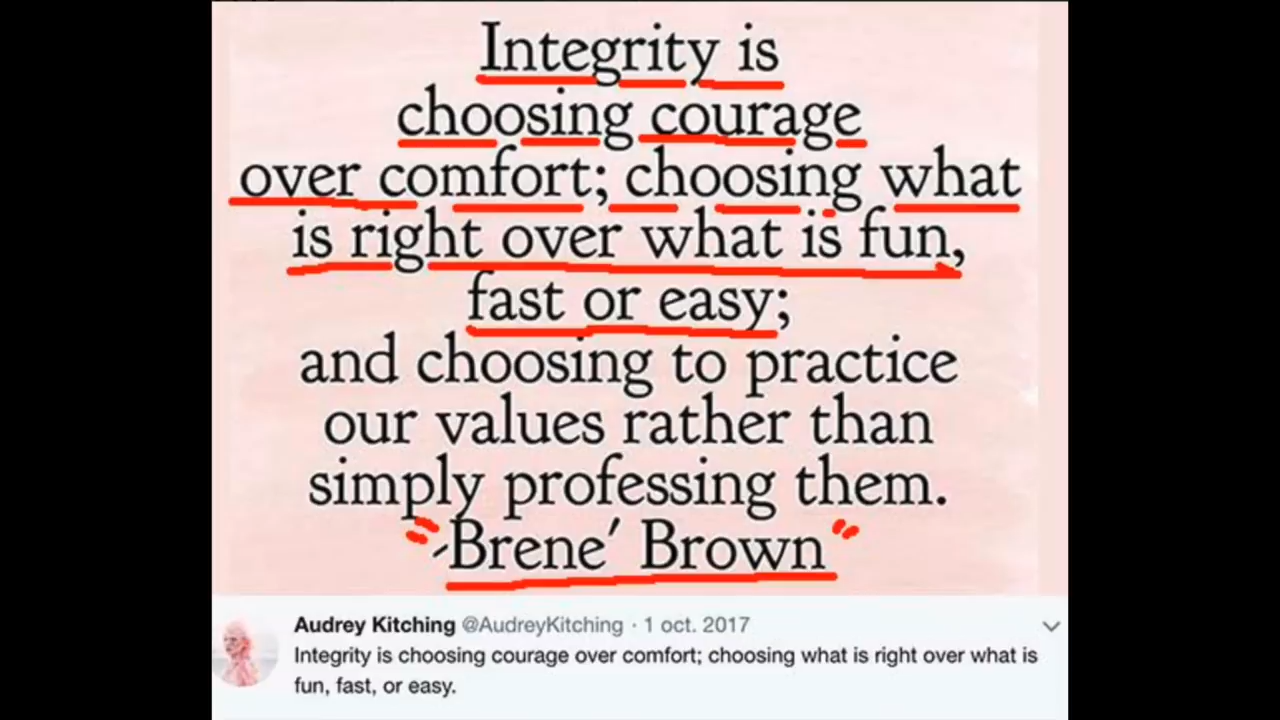 Integrity is
choosing courage
over comfort; choosing what
is right over what is fun,
fast or easy;
and choosing to practice
our values rather than
simply professing them.
" -Brene′ Brown "
Audrey Kitching @AudreyKitching · 1 oct. 2017
Integrity is choosing courage over comfort; choosing what is right over what is
fun, fast, or easy.